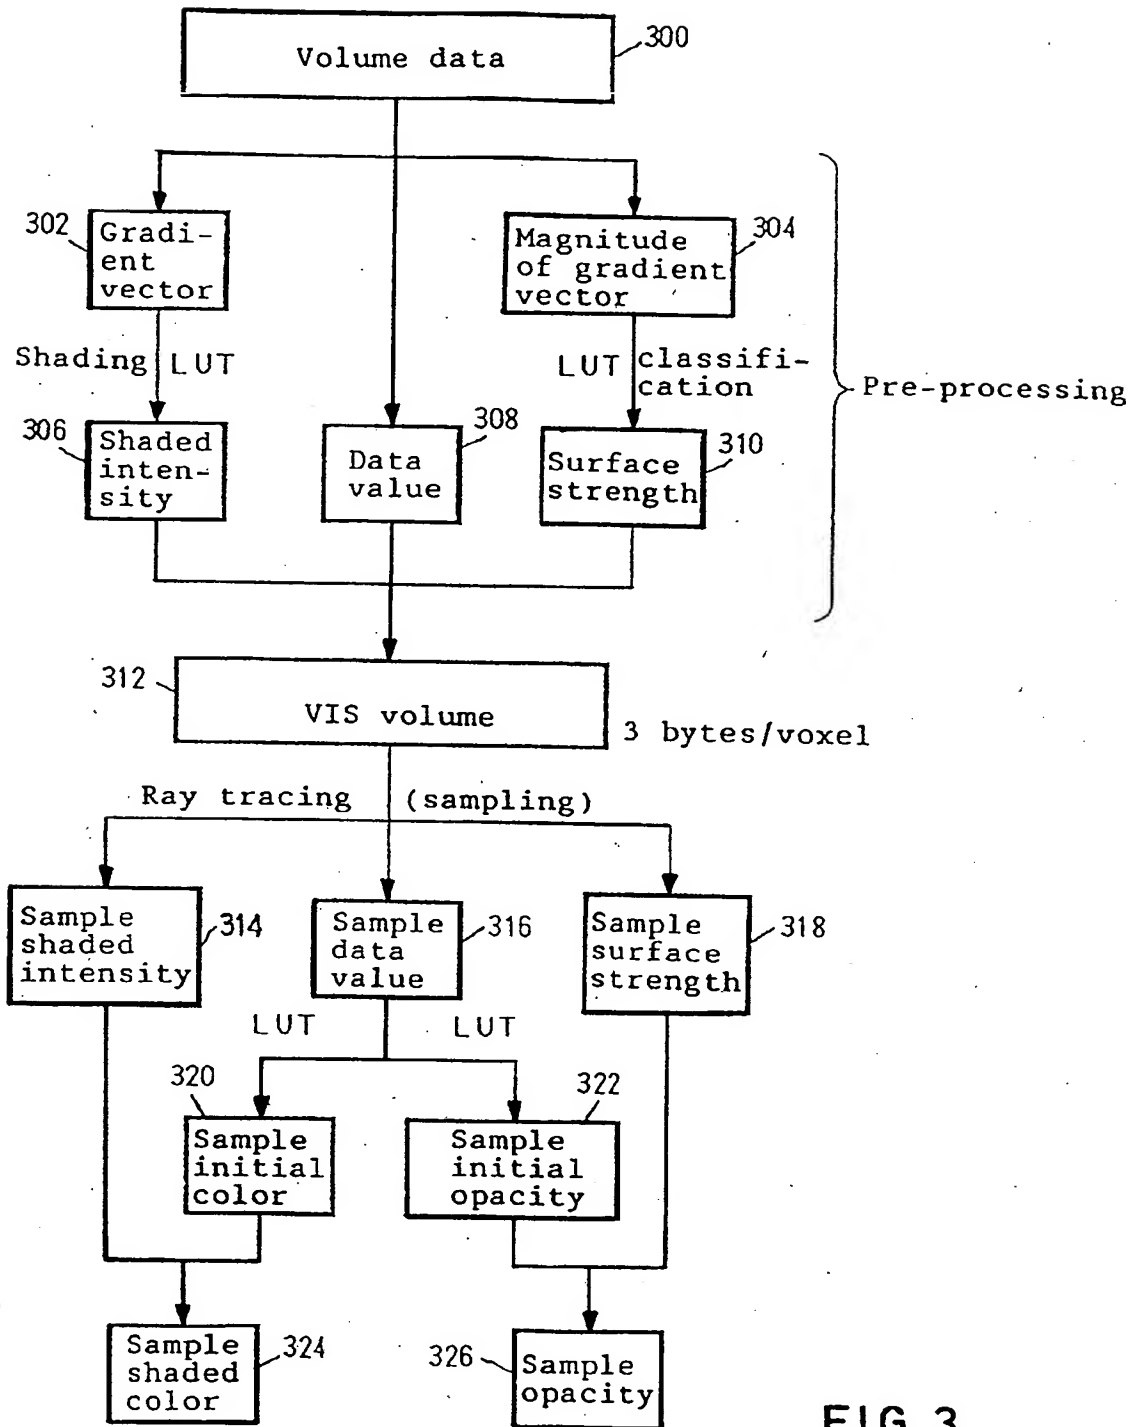 Volume data
300
302
Gradi-
ent
vector
Magnitude
of gradient
vector
304
Shading LUT
LUT classifi-
cation
Pre-processing
306
Shaded
inten-
sity
308
Data
value
310
Surface
strength
312
VIS volume
3 bytes/voxel
Ray tracing (sampling)
Sample
shaded
intensity
314
Sample
data
value
316
Sample
surface
strength
318
LUT LUT
320
322
Sample
initial
color
Sample
initial
opacity
Sample
shaded
color
324
326
Sample
opacity
FIG. 3